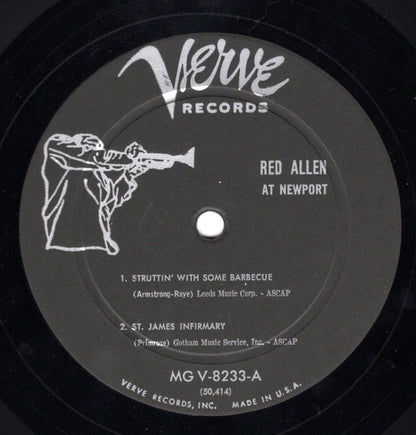 Verve
RECORDS
RED ALLEN
AT NEWPORT
1. STRUTTIN' WITH SOME BARBECUE
(Armstrong-Raye) Leeds Music Corp. - ASCAP
2. ST. JAMES INFIRMARY
(Primrose) Gotham Music Service, Inc. - ASCAP
MG V-8233-A
(50,414)
VERVE RECORDS, INC. MADE IN U.S.A.